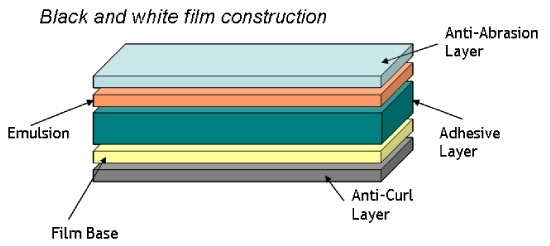 Black and white film construction
Anti-Abrasion
Layer
Emulsion
Adhesive
Layer
Anti-Curl
Layer
Film Base